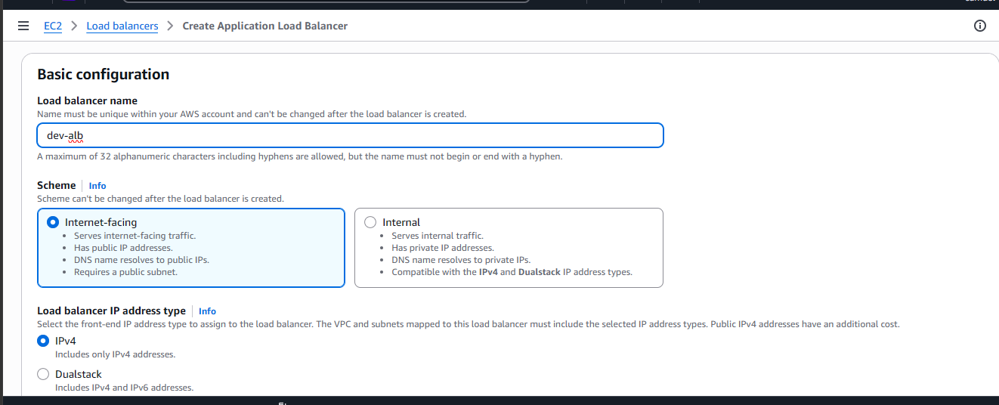 EC2 > Load balancers > Create Application Load Balancer
Basic configuration
Load balancer name
Name must be unique within your AWS account and can't be changed after the load balancer is created.
dev-alb
A maximum of 32 alphanumeric characters including hyphens are allowed, but the name must not begin or end with a hyphen.
Scheme | Info
Scheme can't be changed after the load balancer is created.
Internet-facing
• Serves internet-facing traffic.
• Has public IP addresses.
• DNS name resolves to public IPs.
• Requires a public subnet.
Internal
• Serves internal traffic.
• Has private IP addresses.
• DNS name resolves to private IPs.
• Compatible with the IPv4 and Dualstack IP address types.
Load balancer IP address type | Info
Select the front-end IP address type to assign to the load balancer. The VPC and subnets mapped to this load balancer must include the selected IP address types. Public IPv4 addresses have an additional cost.
IPv4
Includes only IPv4 addresses.
Dualstack
Includes IPv4 and IPv6 addresses.